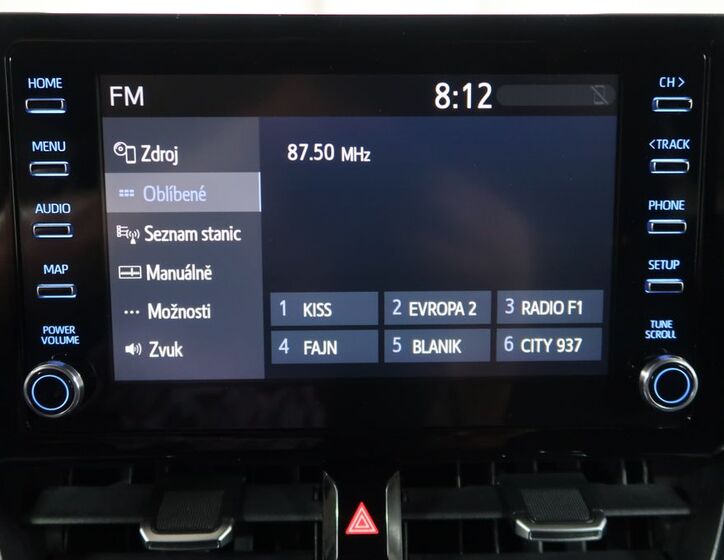 HOME
MENU
AUDIO
MAP
POWER
VOLUME
FM
8:12
Zdroj
Oblíbené
Seznam stanic
Manuálně
Možnosti
Zvuk
87.50 MHz
1 KISS
2 EVROPA 2
3 RADIO F1
4 FAJN
5 BLANIK
6 CITY 937
CH >
< TRACK
PHONE
SETUP
TUNE
SCROLL